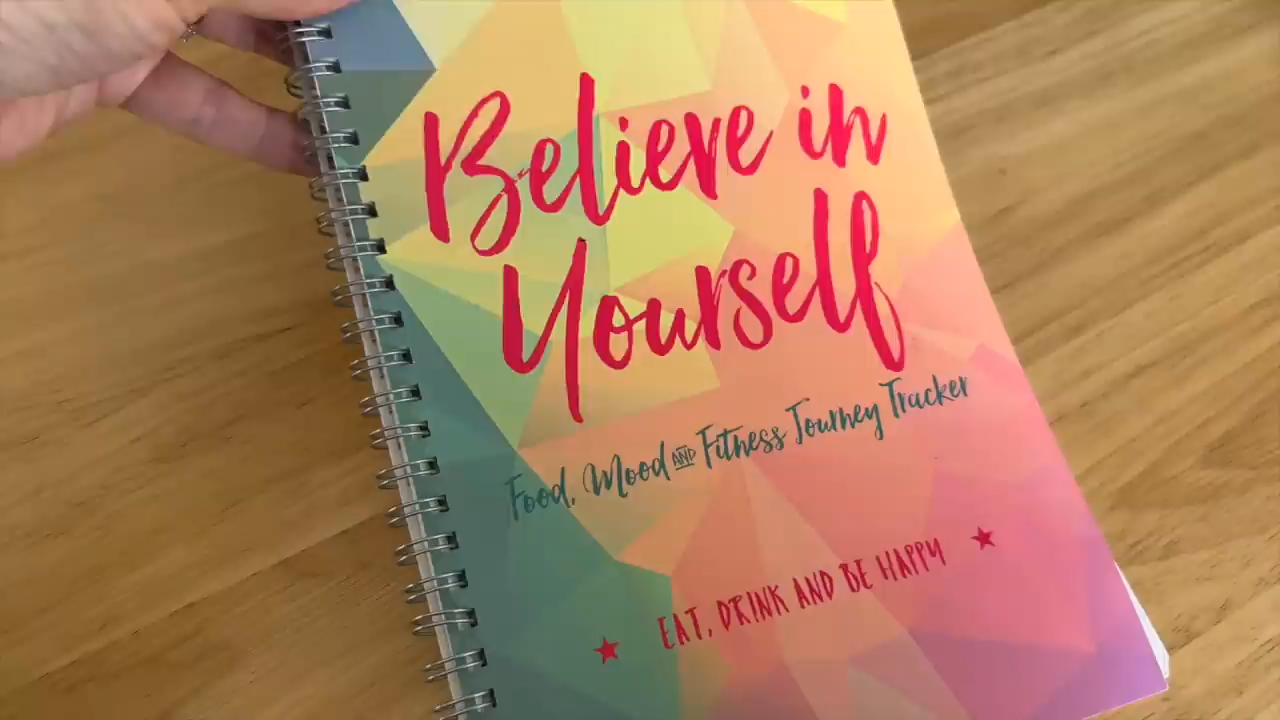 Believe in
Yourself
Food, Mood AND Fitness Journey Tracker
EAT, DRINK AND BE HAPPY